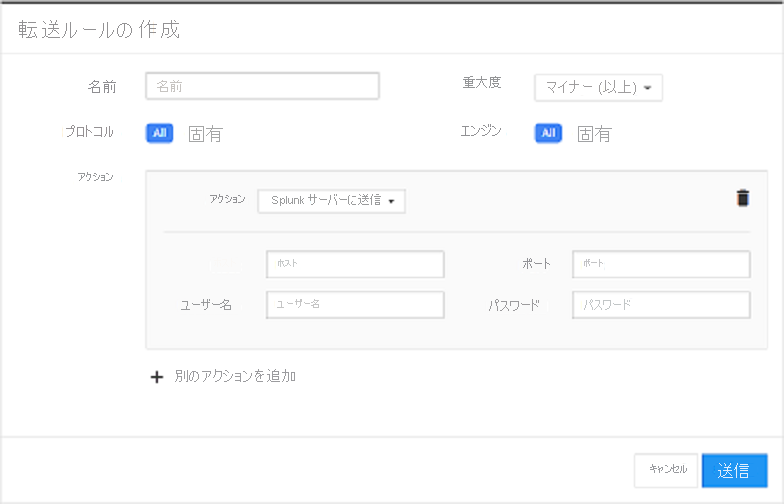 転送ルールの作成
名前 名前 重大度 マイナー (以上)
プロトコル All 固有 エンジン All 固有
アクション
アクション Splunk サーバーに送信
ホスト ポート ポート
ユーザー名 ユーザー名 パスワード パスワード
別のアクションを追加
キャンセル 送信